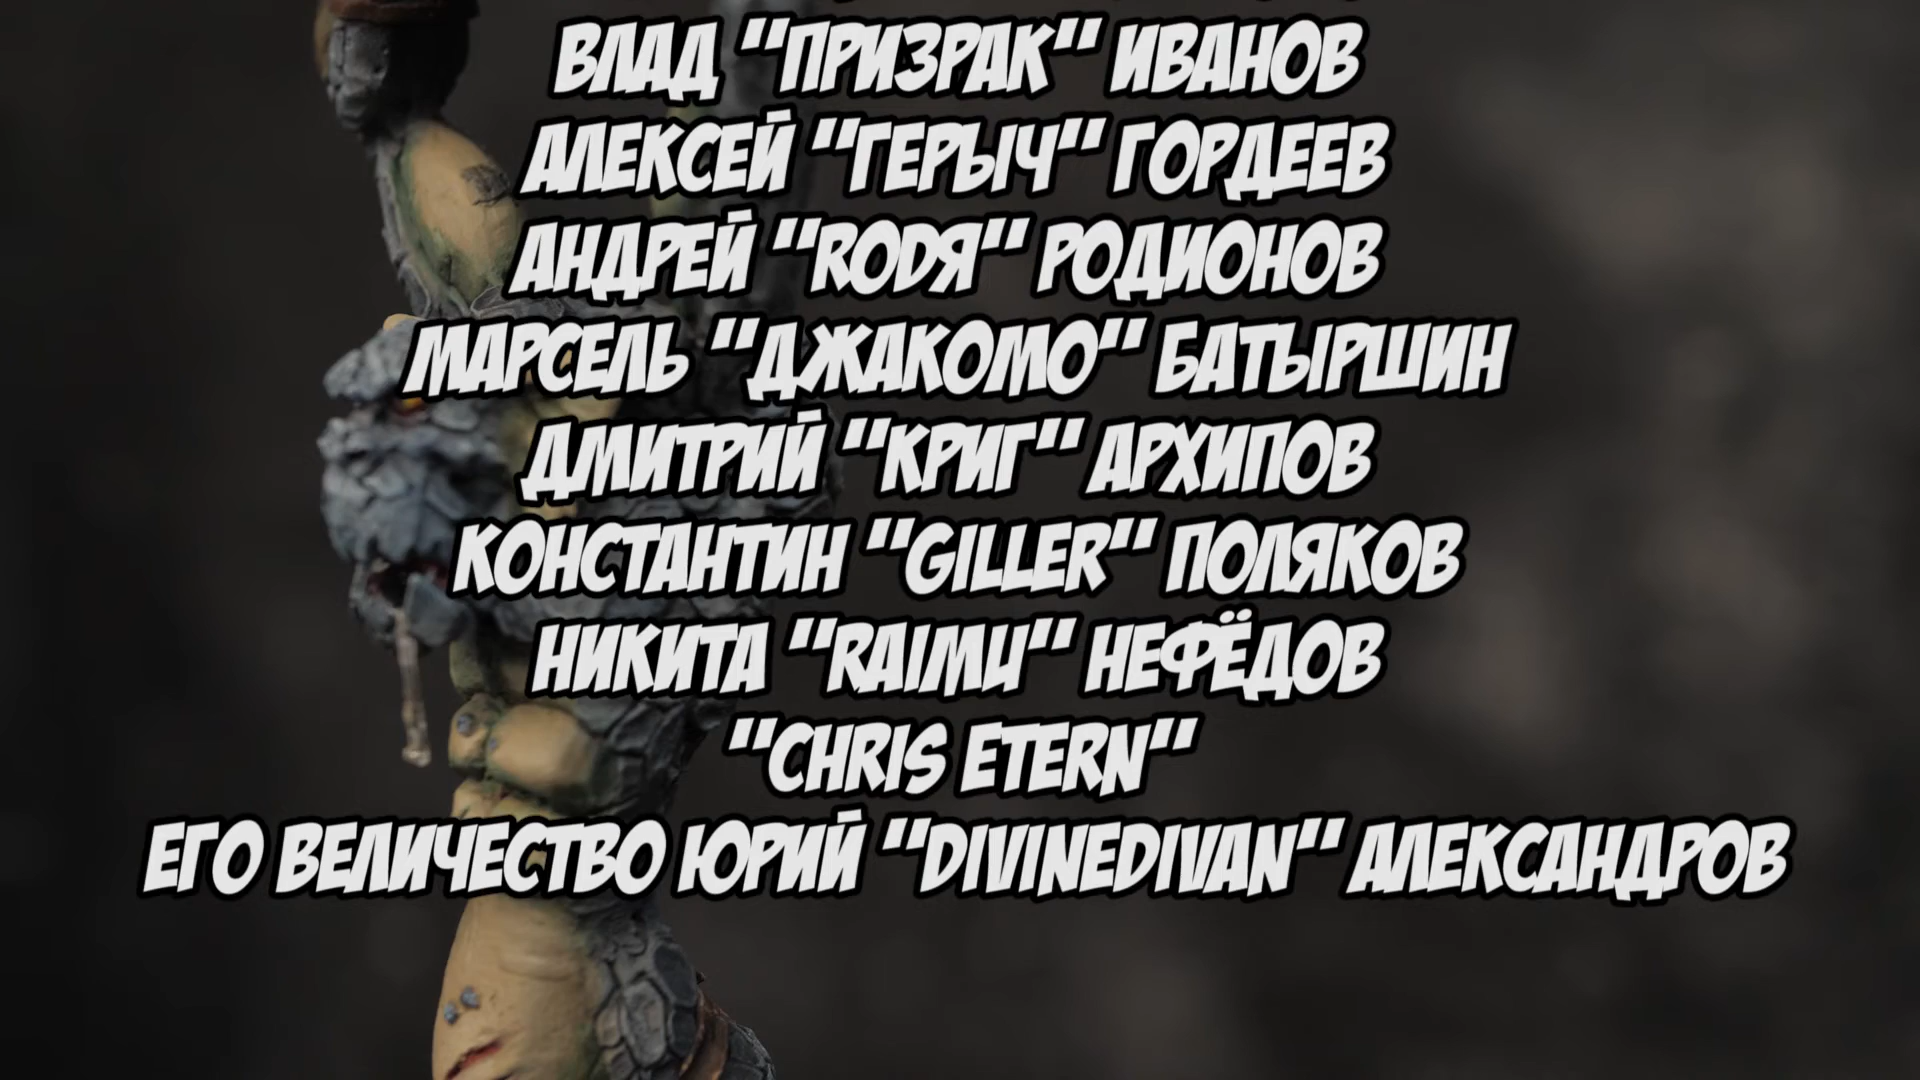 ВЛАД "ПРИЗРАК" ИВАНОВ
АЛЕКСЕЙ "ГЕРЫЧ" ГОРДЕЕВ
АНДРЕЙ "RODЯ" РОДИОНОВ
МАРСЕЛЬ "ДЖАКОМО" БАТЫРШИН
ДМИТРИЙ "КРИГ" АРХИПОВ
КОНСТАНТИН "GILLER" ПОЛЯКОВ
НИКИТА "RAIMU" НЕФЁДОВ
"CHRIS ETERN"
ЕГО ВЕЛИЧЕСТВО ЮРИЙ "DIVINEDIVAN" АЛЕКСАНДРОВ